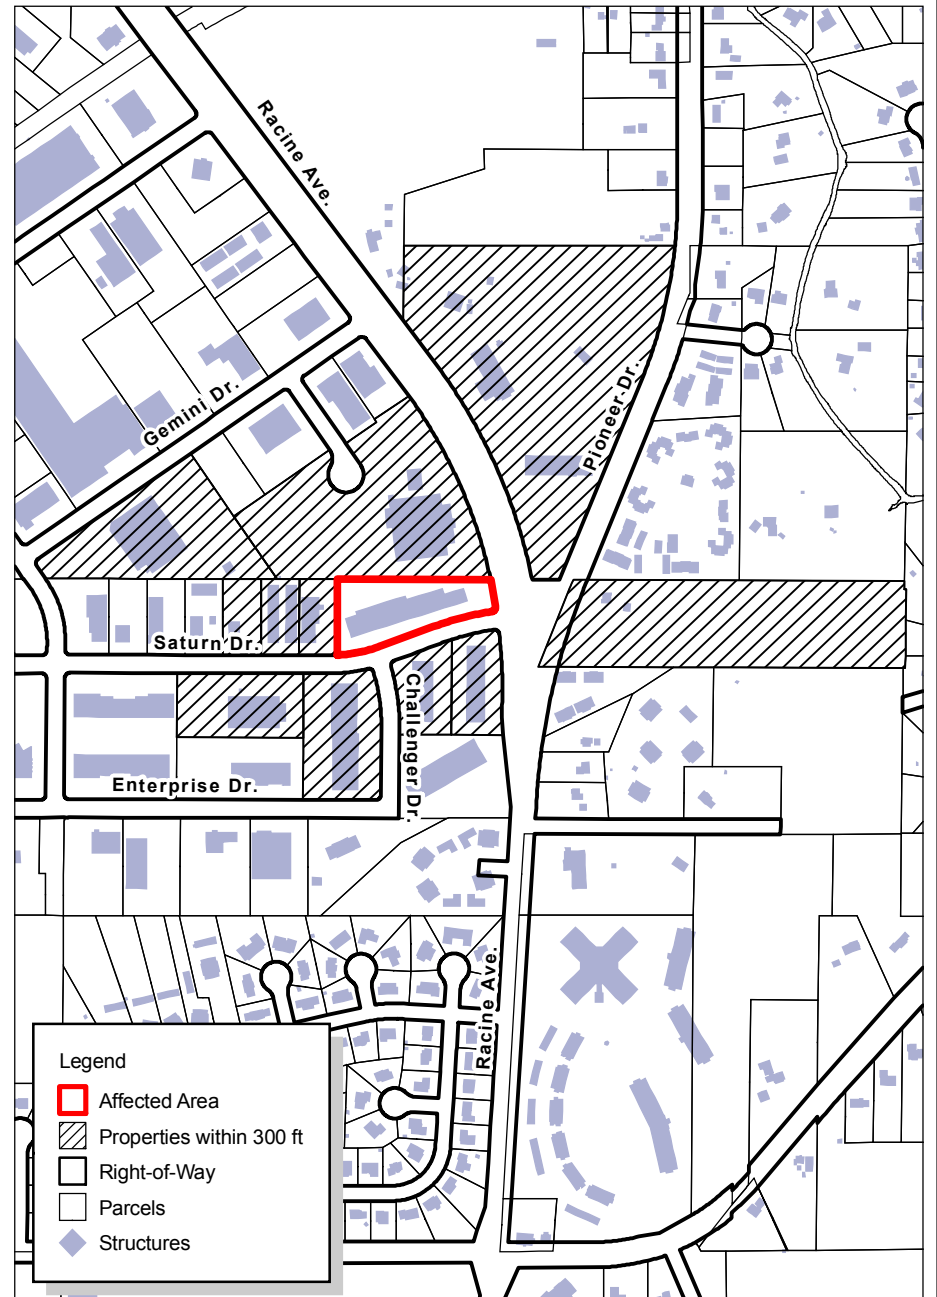 Racine Ave.
Pioneer Dr.
Gemini Dr.
Saturn Dr.
Challenger Dr.
Enterprise Dr.
Racine Ave.
Legend
Affected Area
Properties within 300 ft
Right-of-Way
Parcels
Structures